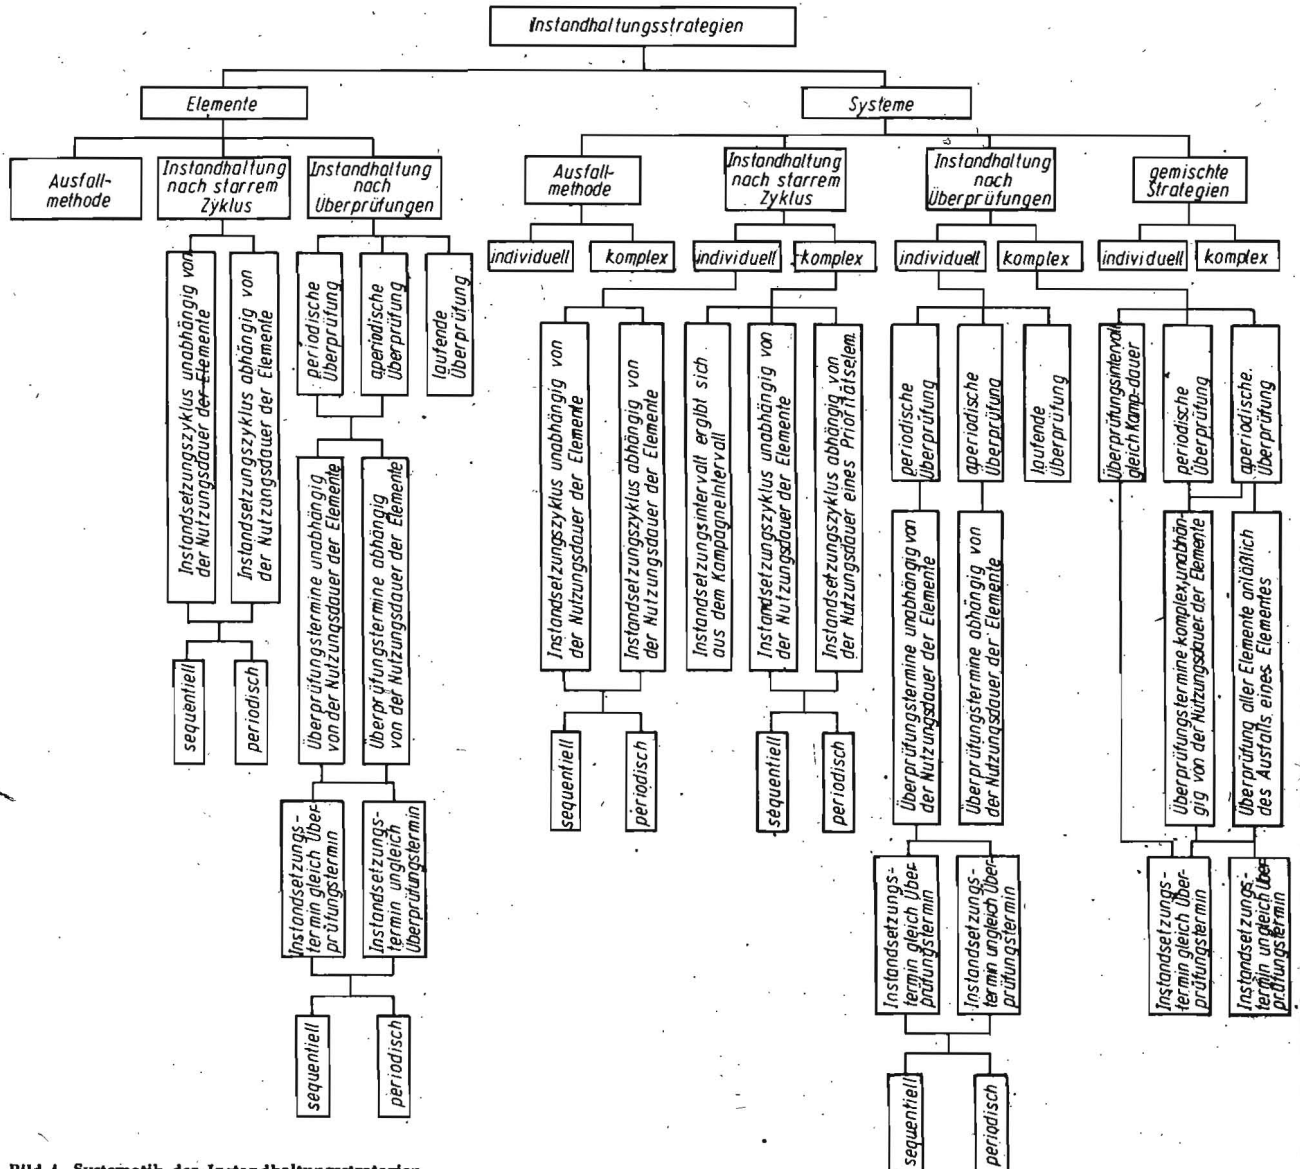 Instandhaltungsstrategien
Elemente
Systeme
Ausfall-
methode
Instandhaltung
nach starrem
Zyklus
Instandhaltung
nach
Überprüfungen
Ausfall-
methode
Instandhaltung
nach starrem
Zyklus
Instandhaltung
nach
Überprüfungen
gemischte
Strategien
individuell
komplex
individuell
komplex
individuell
komplex
individuell
komplex
Instandsetzungszyklus unabhängig von
der Nutzungsdauer der Elemente
Instandsetzungszyklus abhängig von
der Nutzungsdauer der Elemente
periodische
Überprüfung
aperiodische
Überprüfung
laufende
Überprüfung
Überprüfungstermine unabhängig
von der Nutzungsdauer der Elemente
Überprüfungstermine abhängig
von der Nutzungsdauer der Elemente
sequentiell
periodisch
Instandsetzungs-
termin gleich Über-
prüfungstermin
Instandsetzungs-
termin ungleich
Überprüfungstermin
sequentiell
periodisch
Instandsetzungszyklus unabhängig von
der Nutzungsdauer der Elemente
Instandsetzungszyklus abhängig von
der Nutzungsdauer der Elemente
Instandsetzungsintervall ergibt sich
aus dem Kampagneintervall
Instandsetzungszyklus unabhängig von
der Nutzungsdauer der Elemente
Instandsetzungszyklus abhängig von
der Nutzungsdauer eines Prioritätselem.
sequentiell
periodisch
sequentiell
periodisch
periodische
Überprüfung
aperiodische
Überprüfung
laufende
Überprüfung
Überprüfungstermine unabhängig von
der Nutzungsdauer der Elemente
Überprüfungstermine abhängig von
der Nutzungsdauer der Elemente
Instandsetzungs-
termin gleich Über-
prüfungstermin
Instandsetzungs-
termin ungleich Über-
prüfungstermin
sequentiell
periodisch
Überprüfungsintervall
gleich Kamp.dauer
periodische
Überprüfung
aperiodische
Überprüfung
Überprüfungstermine komplex, unabhän-
gig von der Nutzungsdauer der Elemente
Überprüfung aller Elemente anläßlich
des Ausfalls eines Elementes
Instandsetzungs-
termin gleich Über-
prüfungstermin
Instandsetzungs-
termin ungleich Über-
prüfungstermin
Bild 4. Systematik der Instandhaltungsstrategien